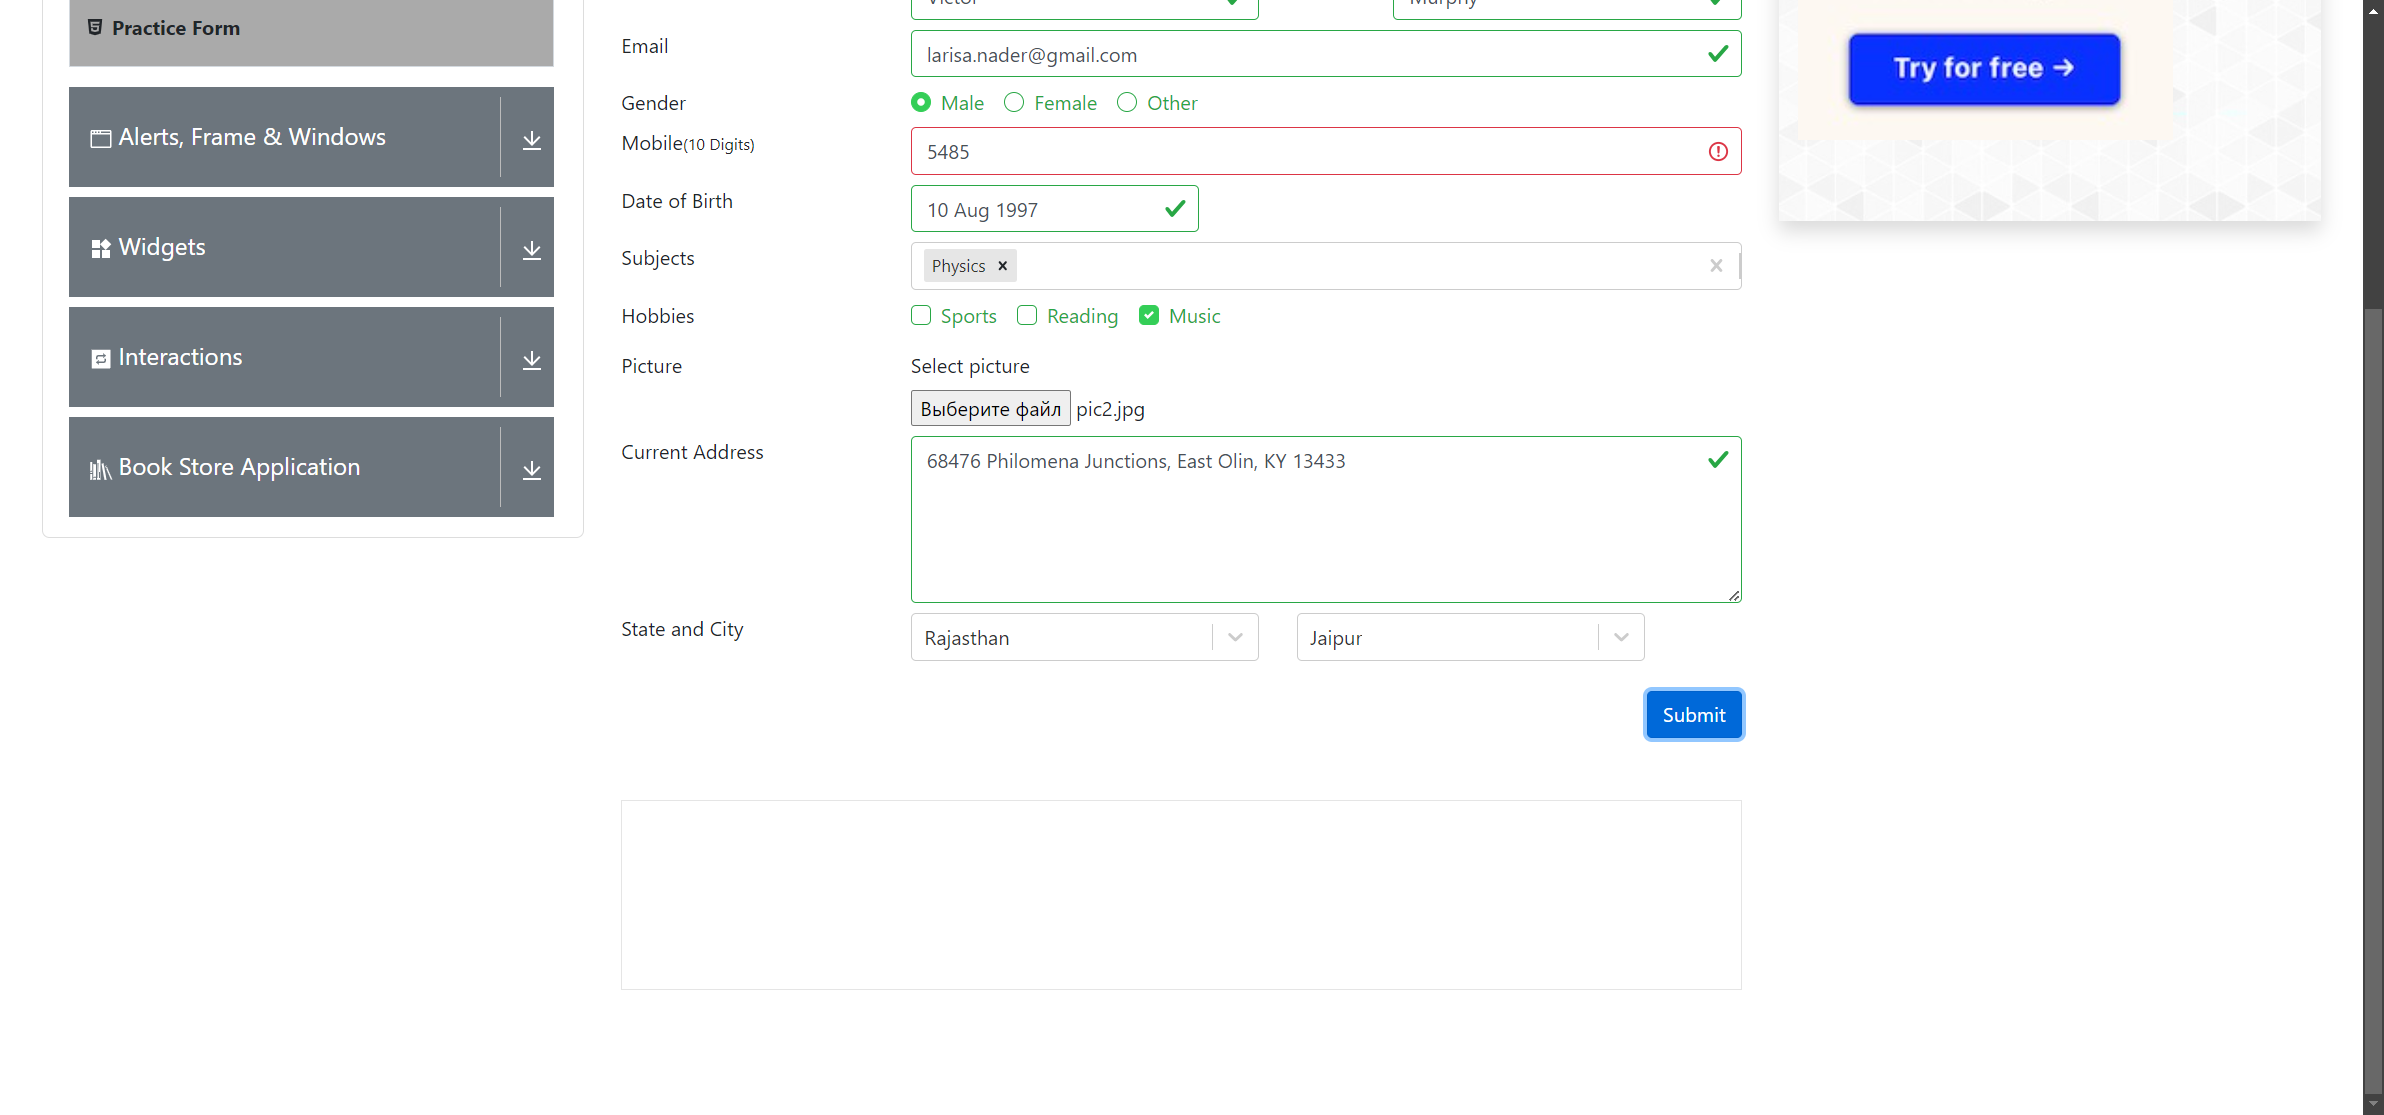 Practice Form
Alerts, Frame & Windows
Widgets
Interactions
Book Store Application
Victor
Murphy
Email
larisa.nader@gmail.com
Gender
Male
Female
Other
Mobile(10 Digits)
5485
Date of Birth
10 Aug 1997
Subjects
Physics
Hobbies
Sports
Reading
Music
Picture
Select picture
Выберите файл pic2.jpg
Current Address
68476 Philomena Junctions, East Olin, KY 13433
State and City
Rajasthan
Jaipur
Submit
Try for free →